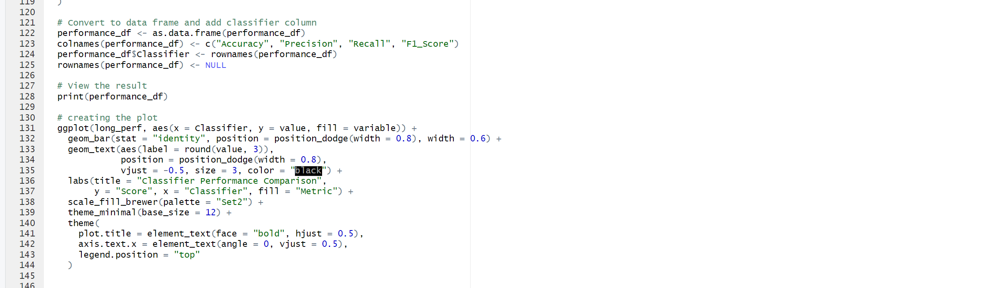 119   )
120
121   # Convert to data frame and add classifier column
122   performance_df <- as.data.frame(performance_df)
123   colnames(performance_df) <- c("Accuracy", "Precision", "Recall", "F1_Score")
124   performance_df$Classifier <- rownames(performance_df)
125   rownames(performance_df) <- NULL
126
127   # View the result
128   print(performance_df)
129
130   # creating the plot
131   ggplot(long_perf, aes(x = Classifier, y = value, fill = variable)) +
132     geom_bar(stat = "identity", position = position_dodge(width = 0.8), width = 0.6) +
133     geom_text(aes(label = round(value, 3)),
134               position = position_dodge(width = 0.8),
135               vjust = -0.5, size = 3, color = "black") +
136     labs(title = "Classifier Performance Comparison",
137          y = "Score", x = "Classifier", fill = "Metric") +
138     scale_fill_brewer(palette = "Set2") +
139     theme_minimal(base_size = 12) +
140     theme(
141       plot.title = element_text(face = "bold", hjust = 0.5),
142       axis.text.x = element_text(angle = 0, vjust = 0.5),
143       legend.position = "top"
144     )
145
146